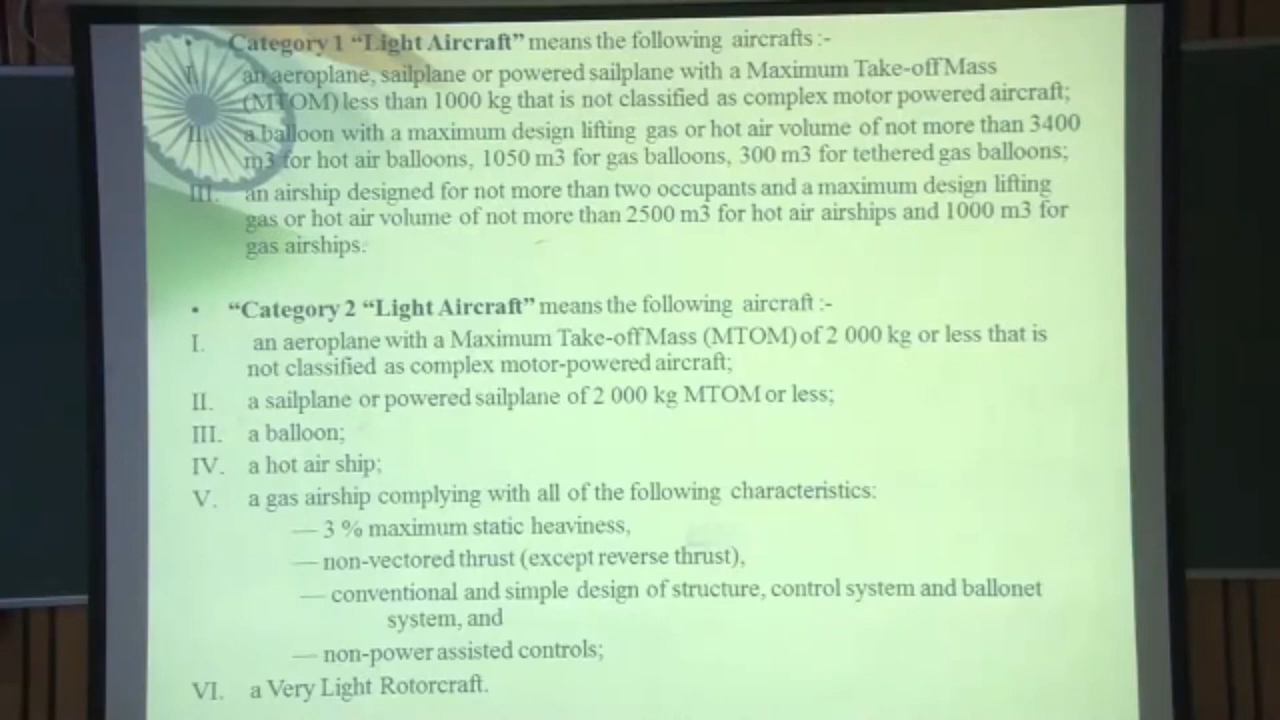 • Category 1 “Light Aircraft” means the following aircrafts :-
I. an aeroplane, sailplane or powered sailplane with a Maximum Take-off Mass
(MTOM) less than 1000 kg that is not classified as complex motor powered aircraft;
II. a balloon with a maximum design lifting gas or hot air volume of not more than 3400
m3 for hot air balloons, 1050 m3 for gas balloons, 300 m3 for tethered gas balloons;
III. an airship designed for not more than two occupants and a maximum design lifting
gas or hot air volume of not more than 2500 m3 for hot air airships and 1000 m3 for
gas airships.
• “Category 2 “Light Aircraft” means the following aircraft :-
I. an aeroplane with a Maximum Take-off Mass (MTOM) of 2 000 kg or less that is
not classified as complex motor-powered aircraft;
II. a sailplane or powered sailplane of 2 000 kg MTOM or less;
III. a balloon;
IV. a hot air ship;
V. a gas airship complying with all of the following characteristics:
— 3 % maximum static heaviness,
— non-vectored thrust (except reverse thrust),
— conventional and simple design of structure, control system and ballonet
system, and
— non-power assisted controls;
VI. a Very Light Rotorcraft.